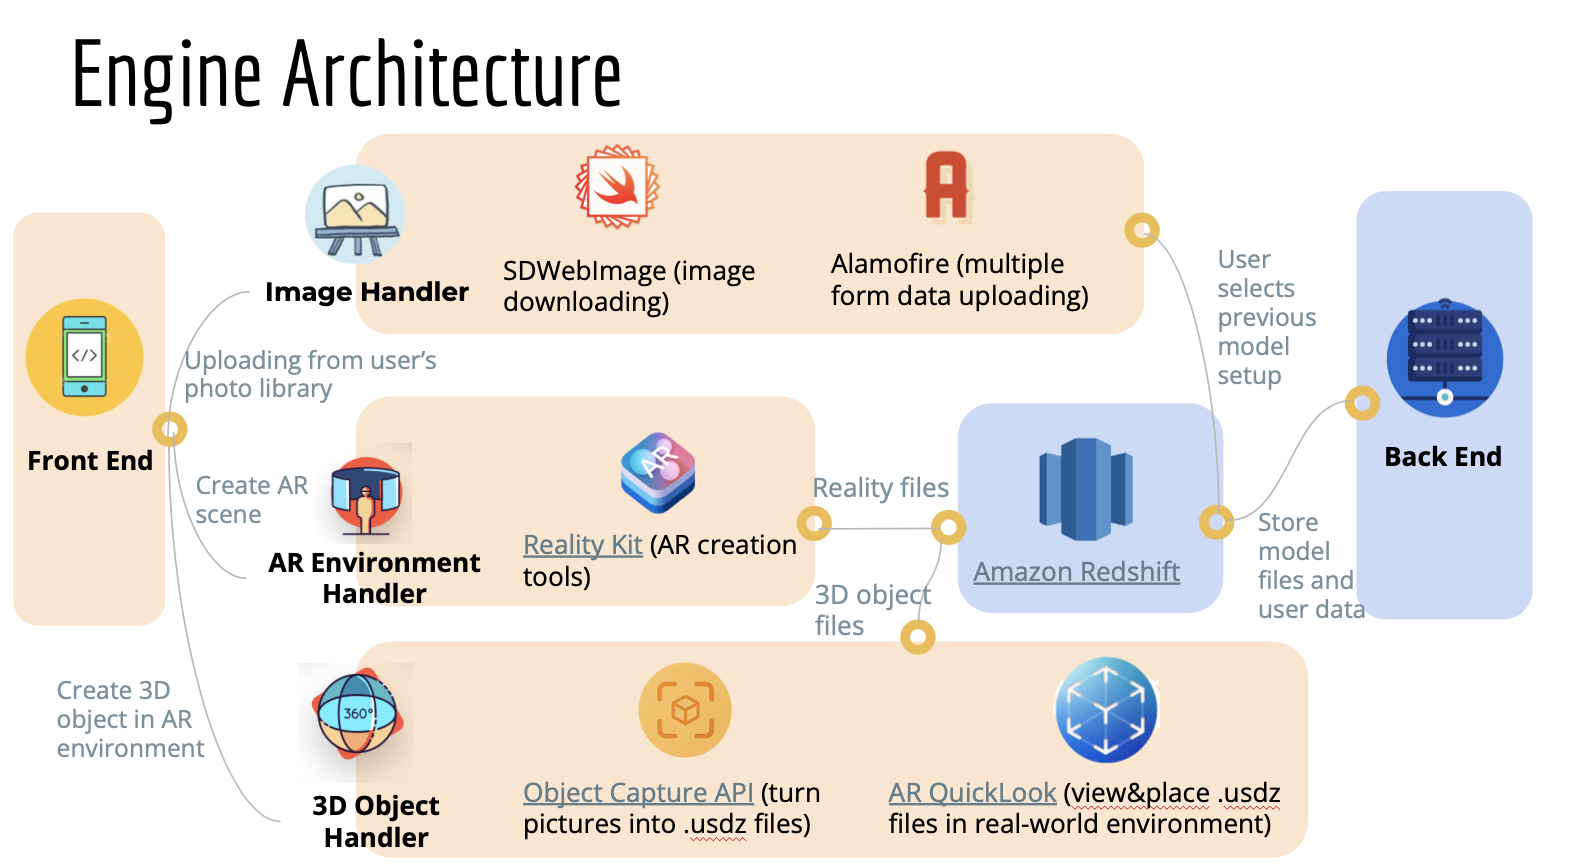 Engine Architecture
SDWebImage (image
downloading)
Alamofire (multiple
form data uploading)
Image Handler
User
selects
previous
model
setup
Uploading from user's
photo library
</>
Front End
Back End
Create AR
scene
AR
Reality Kit (AR creation
tools)
AR Environment
Handler
Reality files
Amazon Redshift
Store
model
files and
user data
3D object
files
Create 3D
object in AR
environment
360°
3D Object
Handler
Object Capture API (turn
pictures into .usdz files)
AR QuickLook (view&place .usdz
files in real-world environment)